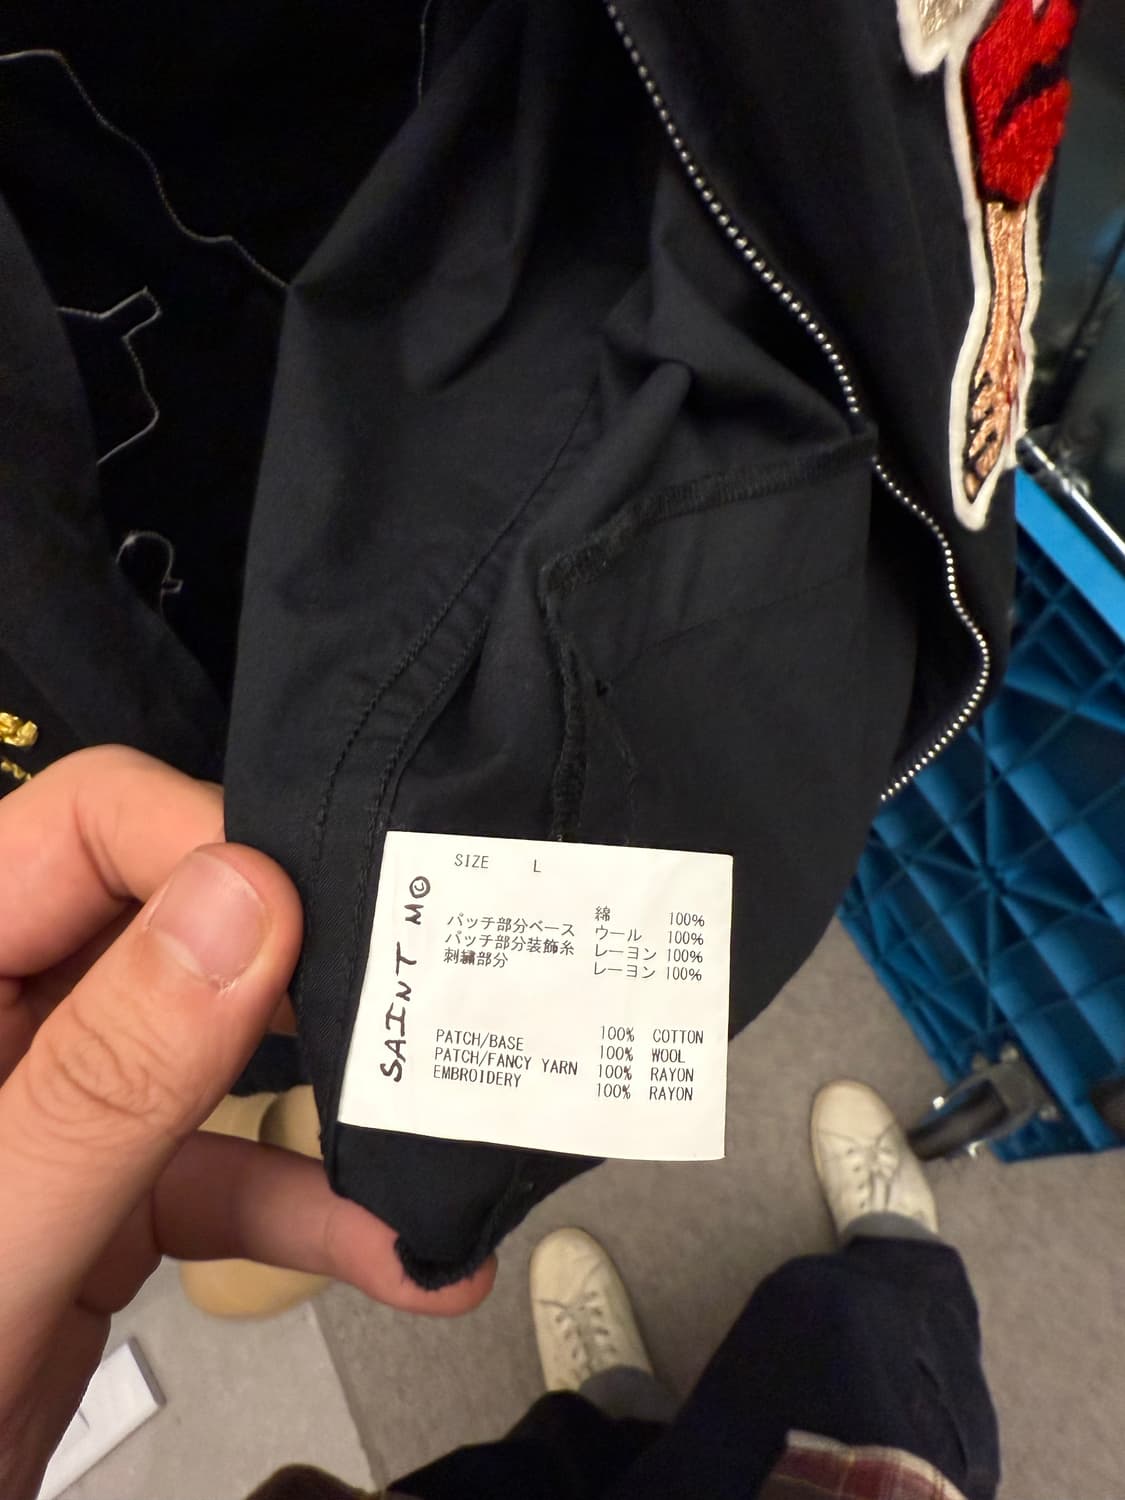 SAINT M©
SIZE L
綿 100%
パッチ部分ベース ウール 100%
パッチ部分装飾糸 レーヨン 100%
刺繍部分 レーヨン 100%
100% COTTON
PATCH/BASE 100% WOOL
PATCH/FANCY YARN 100% RAYON
EMBROIDERY 100% RAYON